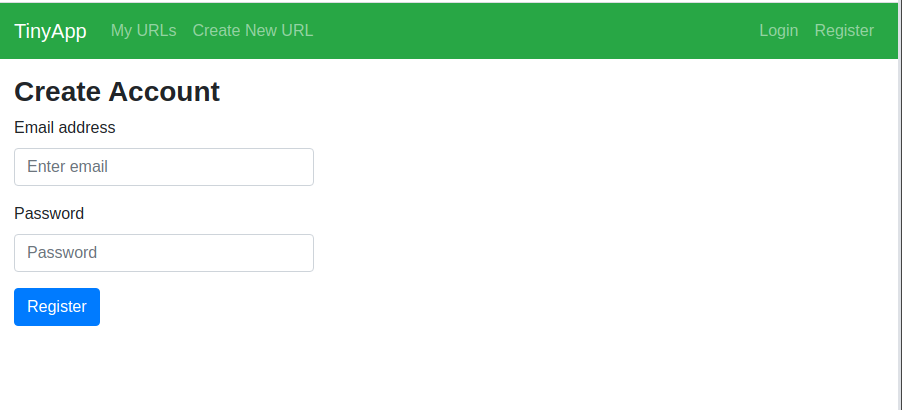 TinyApp My URLs Create New URL Login Register
Create Account
Email address
Enter email
Password
Password
Register